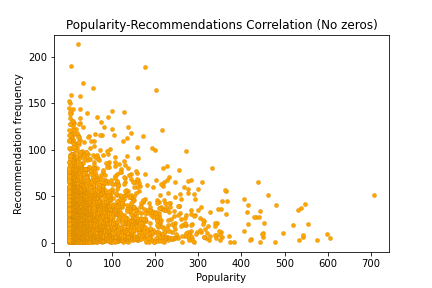 Popularity-Recommendations Correlation (No zeros)
Recommendation frequency
200
150
100
50
0
0 100 200 300 400 500 600 700
Popularity